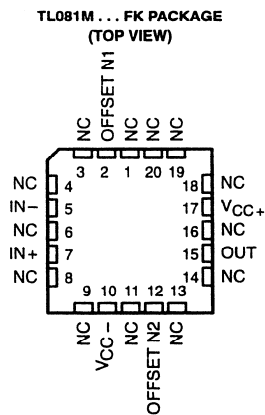 TL081M . . . FK PACKAGE
(TOP VIEW)
NC
OFFSET N1
NC
NC
NC
3 2 1 20 19
NC 4
IN− 5
NC 6
IN+ 7
NC 8
18 NC
17 VCC+
16 NC
15 OUT
14 NC
9 10 11 12 13
NC
VCC −
NC
OFFSET N2
NC